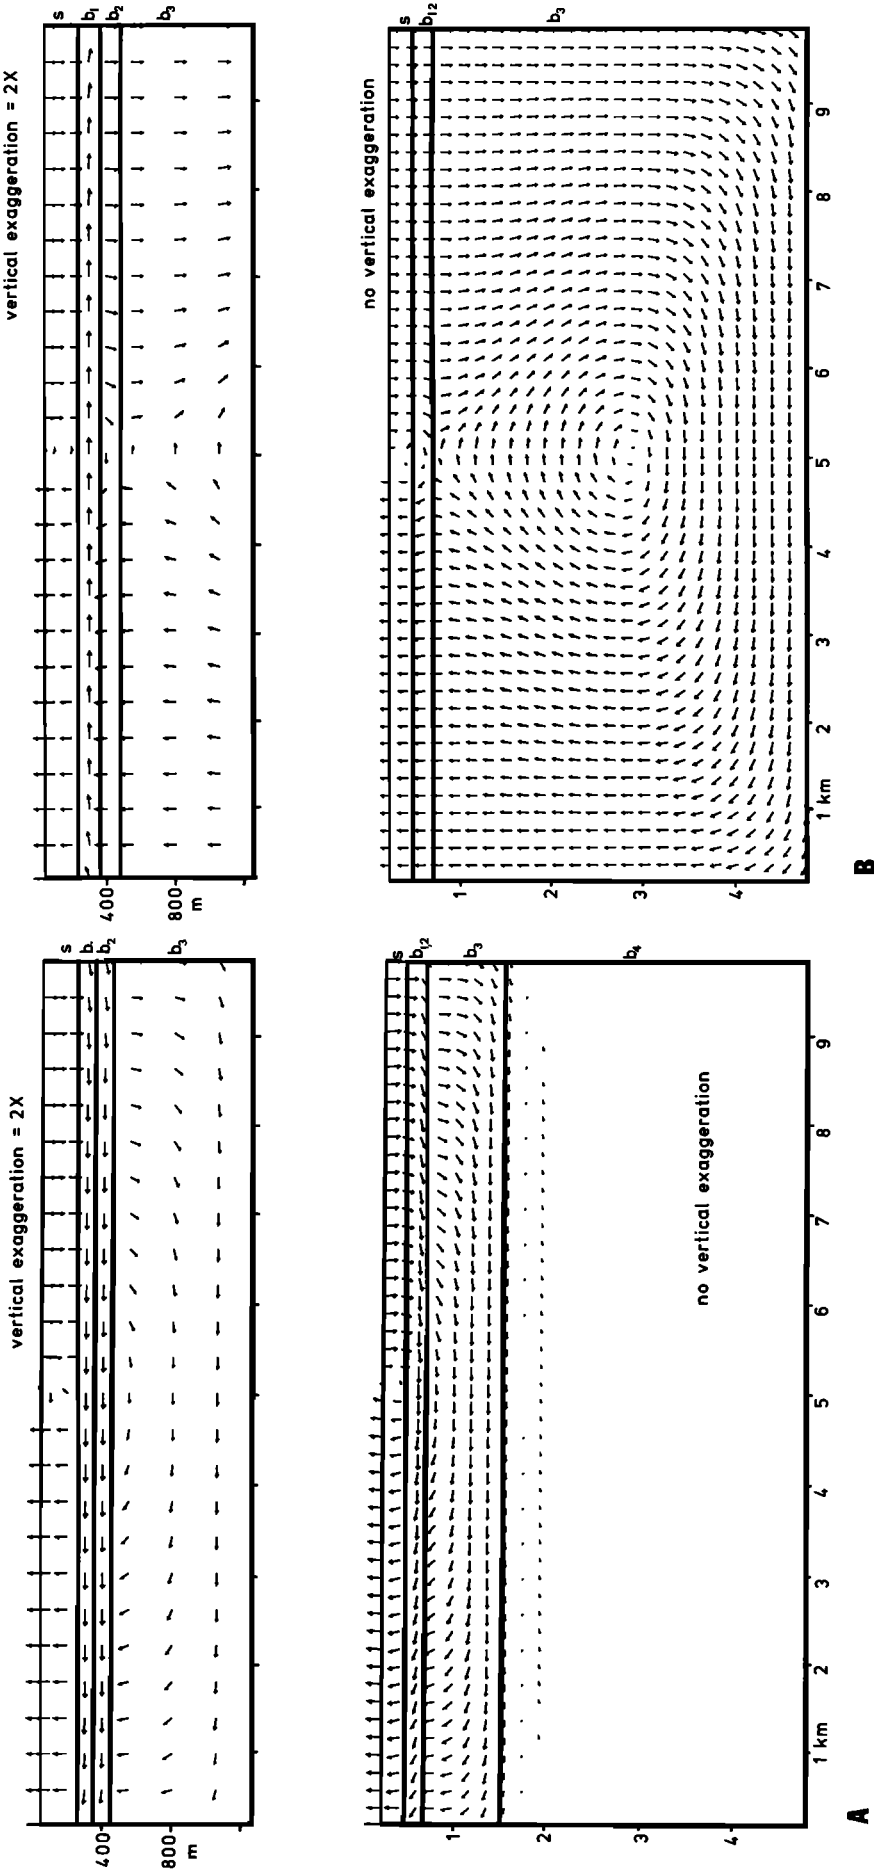 vertical exaggeration = 2X
s
b.
b2
b3
400
800
m
no vertical exaggeration
s
b1,2
b3
b4
1
2
3
4
1 km
2
3
4
5
6
7
8
9
A
vertical exaggeration = 2X
s
b1
b2
b3
400
800
m
no vertical exaggeration
s
b12
b3
1
2
3
4
1 km
2
3
4
5
6
7
8
9
B